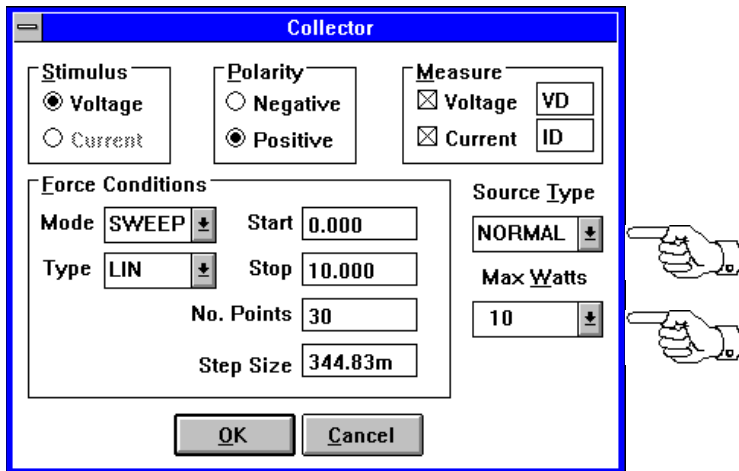 Collector
Stimulus
Voltage
Current
Polarity
Negative
Positive
Measure
Voltage VD
Current ID
Force Conditions
Mode SWEEP Start 0.000
Type LIN Stop 10.000
No. Points 30
Step Size 344.83m
Source Type
NORMAL
Max Watts
10
OK Cancel